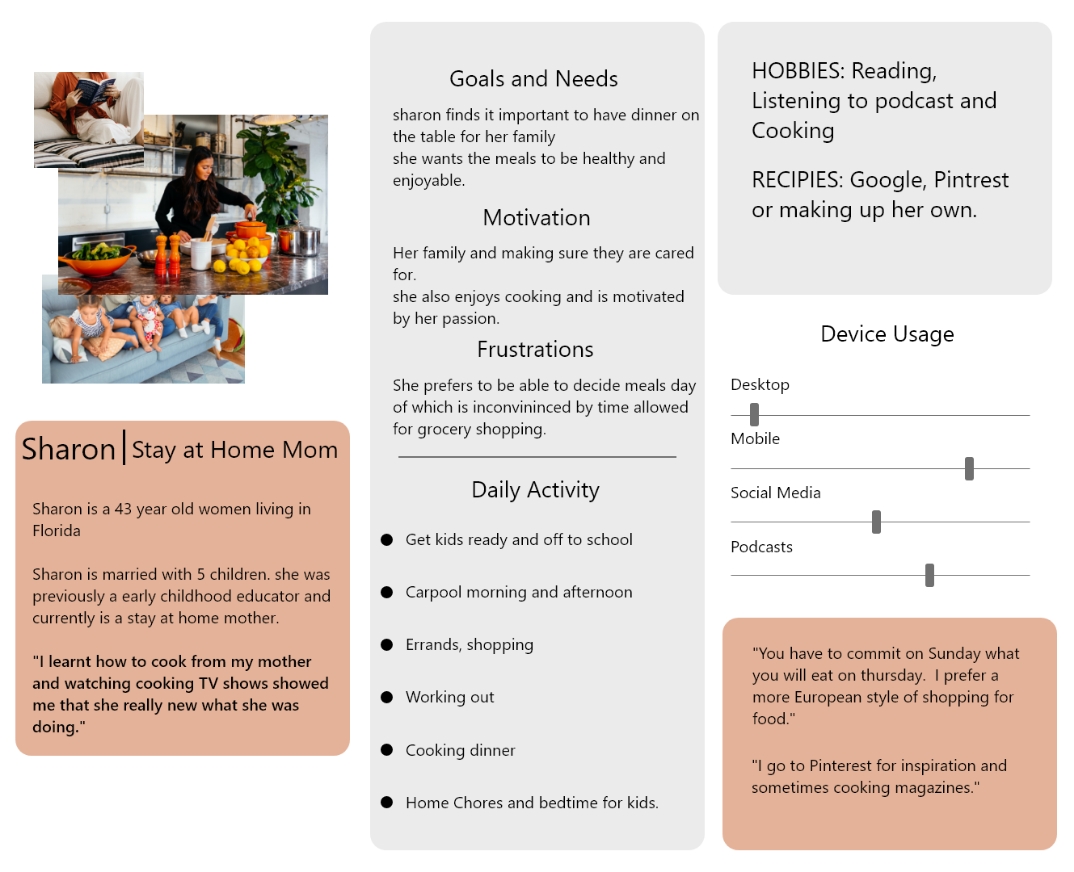 Sharon | Stay at Home Mom
Sharon is a 43 year old women living in
Florida
Sharon is married with 5 children. she was
previously a early childhood educator and
currently is a stay at home mother.
"I learnt how to cook from my mother
and watching cooking TV shows showed
me that she really new what she was
doing."
Goals and Needs
sharon finds it important to have dinner on
the table for her family
she wants the meals to be healthy and
enjoyable.
Motivation
Her family and making sure they are cared
for.
she also enjoys cooking and is motivated
by her passion.
Frustrations
She prefers to be able to decide meals day
of which is inconvinineced by time allowed
for grocery shopping.
Daily Activity
● Get kids ready and off to school
● Carpool morning and afternoon
● Errands, shopping
● Working out
● Cooking dinner
● Home Chores and bedtime for kids.
HOBBIES: Reading,
Listening to podcast and
Cooking
RECIPIES: Google, Pintrest
or making up her own.
Device Usage
Desktop
Mobile
Social Media
Podcasts
"You have to commit on Sunday what
you will eat on thursday.  I prefer a
more European style of shopping for
food."
"I go to Pinterest for inspiration and
sometimes cooking magazines."